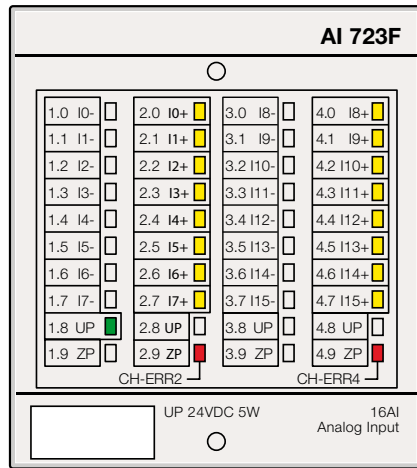 AI 723F
1.0 I0- 2.0 I0+ 3.0 I8- 4.0 I8+
1.1 I1- 2.1 I1+ 3.1 I9- 4.1 I9+
1.2 I2- 2.2 I2+ 3.2 I10- 4.2 I10+
1.3 I3- 2.3 I3+ 3.3 I11- 4.3 I11+
1.4 I4- 2.4 I4+ 3.4 I12- 4.4 I12+
1.5 I5- 2.5 I5+ 3.5 I13- 4.5 I13+
1.6 I6- 2.6 I6+ 3.6 I14- 4.6 I14+
1.7 I7- 2.7 I7+ 3.7 I15- 4.7 I15+
1.8 UP 2.8 UP 3.8 UP 4.8 UP
1.9 ZP 2.9 ZP 3.9 ZP 4.9 ZP
CH-ERR2 CH-ERR4
UP 24VDC 5W 16AI
Analog Input